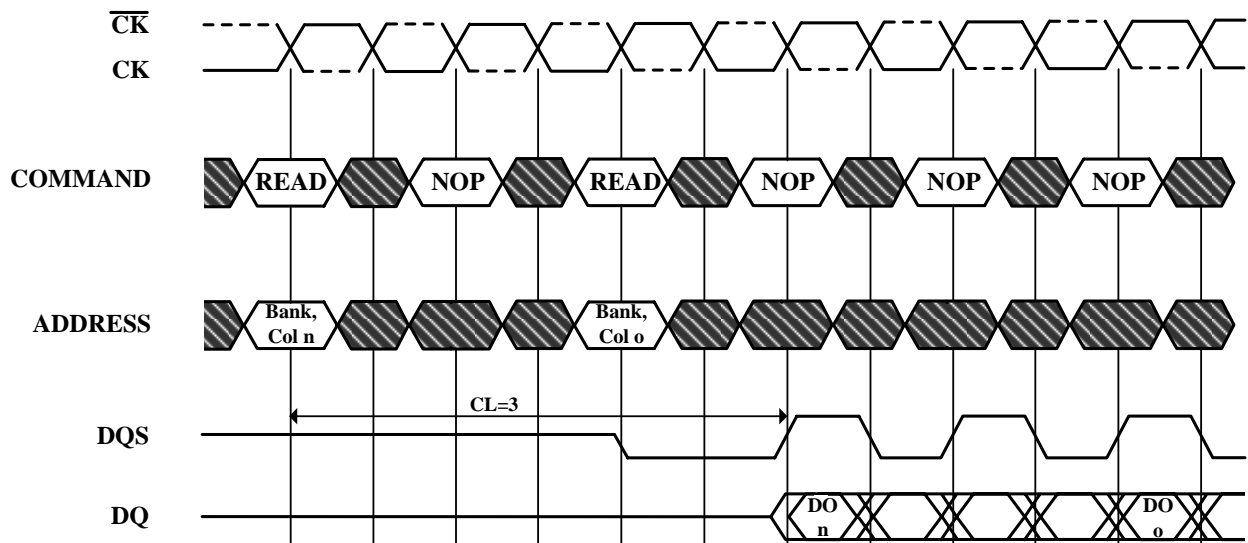 CK
CK
COMMAND
READ
NOP
READ
NOP
NOP
NOP
ADDRESS
Bank,
Col n
Bank,
Col o
CL=3
DQS
DQ
DO
n
DO
o